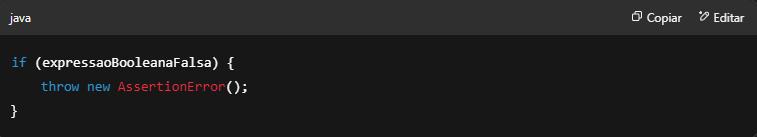 java Copiar Editar
if (expressaoBooleanaFalsa) {
    throw new AssertionError();
}